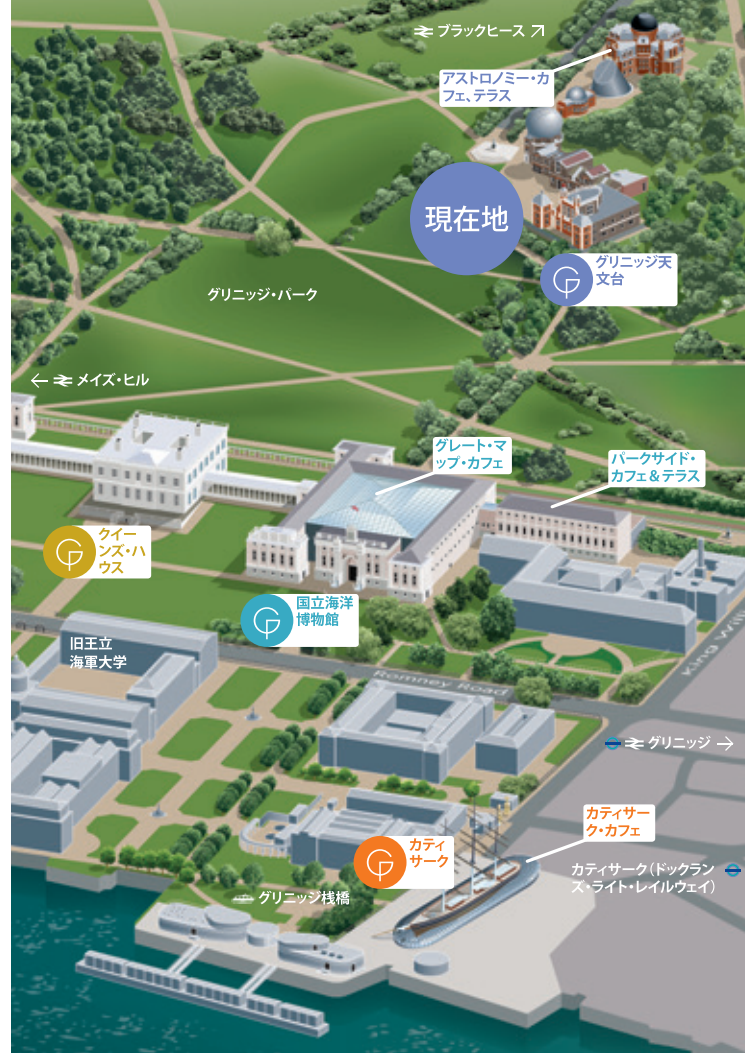 ブラックヒース
アストロノミー・カ
フェ、テラス
現在地
グリニッジ天
文台
グリニッジ・パーク
メイズ・ヒル
グレート・マ
ップ・カフェ
パークサイド・
カフェ＆テラス
クイー
ンズ・ハ
ウス
国立海洋
博物館
旧王立
海軍大学
Romney Road
King Will
グリニッジ
カティサー
ク・カフェ
カティ
サーク
カティサーク（ドックラン
ズ・ライト・レイルウェイ）
グリニッジ桟橋